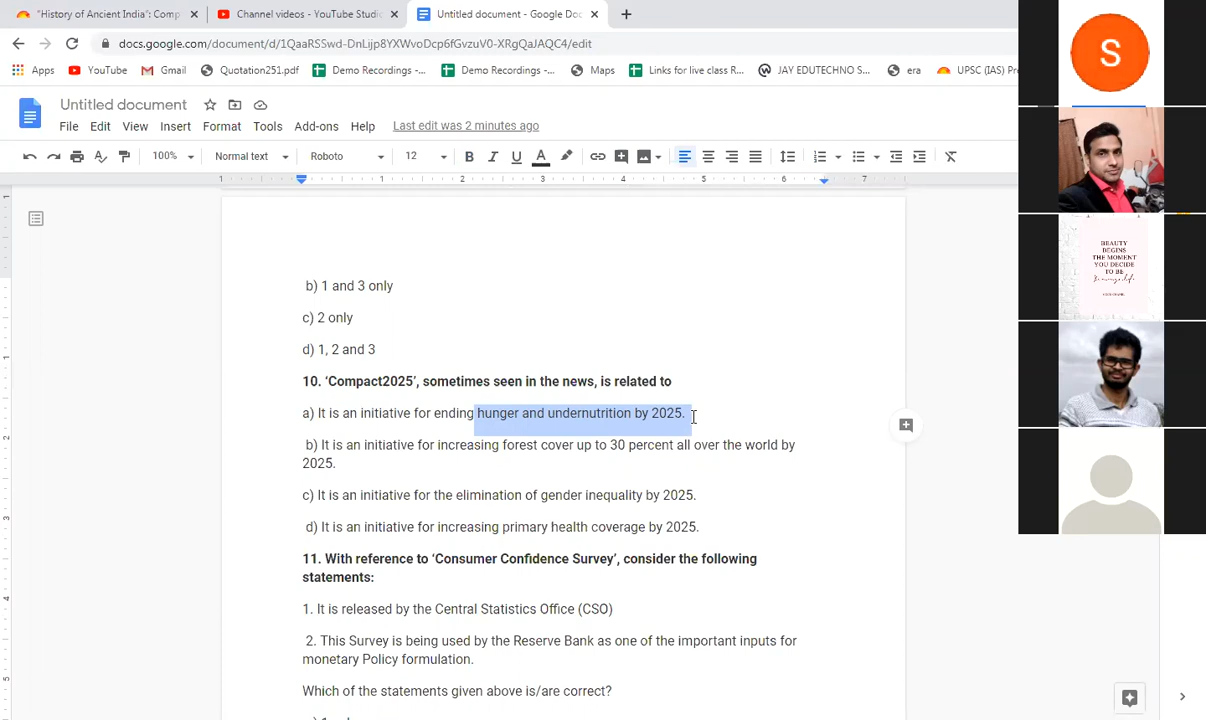 "History of Ancient India": Comp
Channel videos - YouTube Studio
Untitled document - Google Doc
docs.google.com/document/d/1QaaRSSwd-DnLijp8YXWvoDcp6fGvzuV0-XRgQaJAQC4/edit
Apps
YouTube
Gmail
Quotation251.pdf
Demo Recordings -...
Demo Recordings -...
Maps
Links for live class R...
JAY EDUTECHNO S...
era
UPSC (IAS) Pr
Untitled document
File Edit View Insert Format Tools Add-ons Help Last edit was 2 minutes ago
100% Normal text Roboto 12 B I U A
1 1 2 3 4 5 6 7
b) 1 and 3 only
c) 2 only
d) 1, 2 and 3
10. ‘Compact2025’, sometimes seen in the news, is related to
a) It is an initiative for ending hunger and undernutrition by 2025.
b) It is an initiative for increasing forest cover up to 30 percent all over the world by
2025.
c) It is an initiative for the elimination of gender inequality by 2025.
d) It is an initiative for increasing primary health coverage by 2025.
11. With reference to ‘Consumer Confidence Survey’, consider the following
statements:
1. It is released by the Central Statistics Office (CSO)
2. This Survey is being used by the Reserve Bank as one of the important inputs for
monetary Policy formulation.
Which of the statements given above is/are correct?
S
BEAUTY
BEGINS
THE MOMENT
YOU DECIDE
TO BE